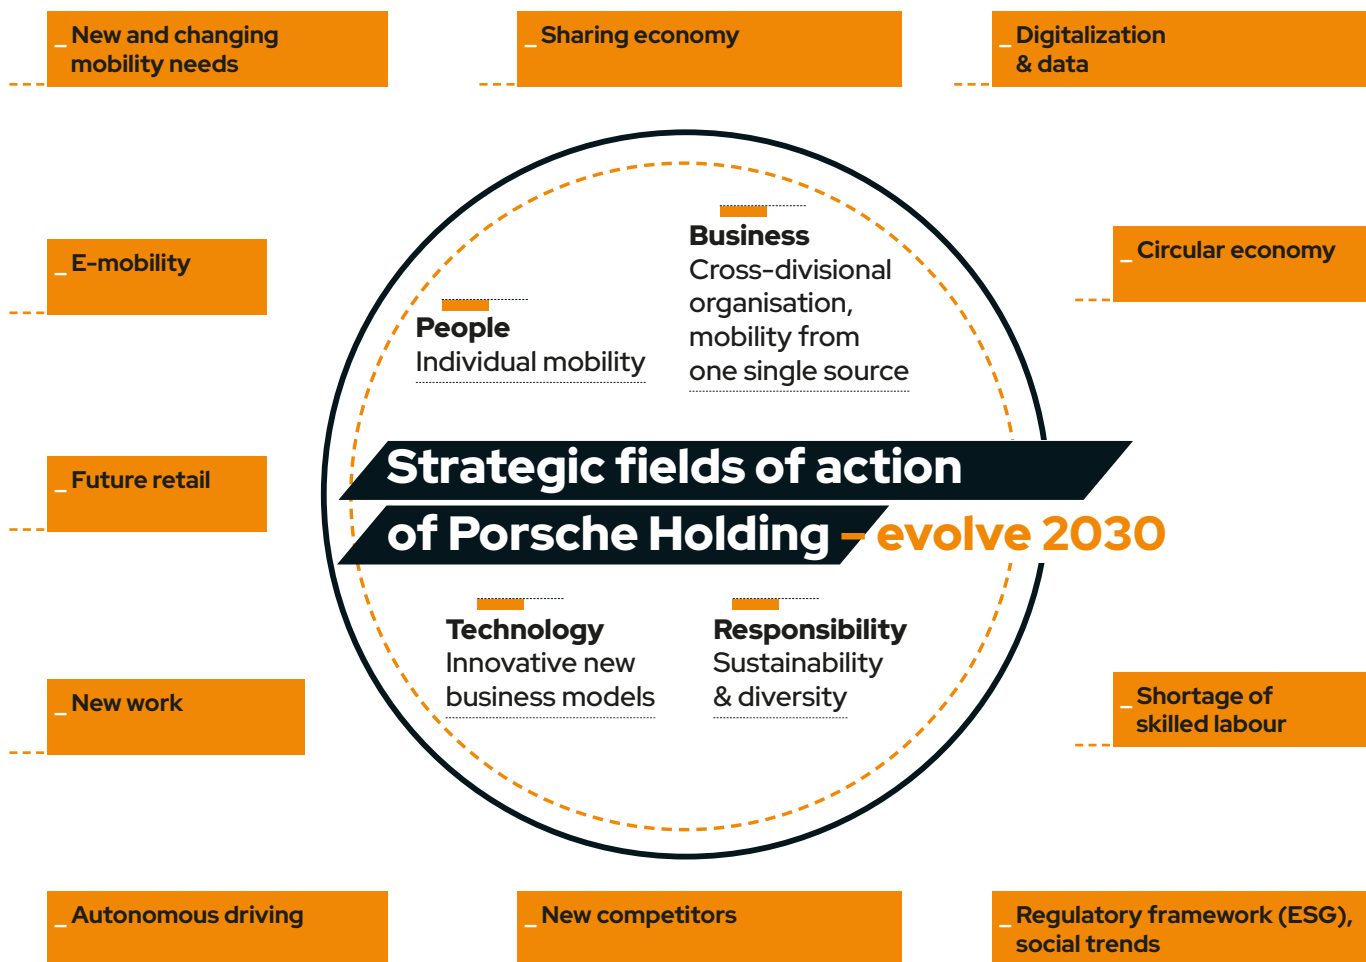 _ New and changing
mobility needs
_ Sharing economy
_ Digitalization
& data
_ E-mobility
_ Circular economy
Business
Cross-divisional
organisation,
mobility from
one single source
People
Individual mobility
_ Future retail
Strategic fields of action
of Porsche Holding – evolve 2030
Technology
Innovative new
business models
Responsibility
Sustainability
& diversity
_ New work
_ Shortage of
skilled labour
_ Autonomous driving
_ New competitors
_ Regulatory framework (ESG),
social trends